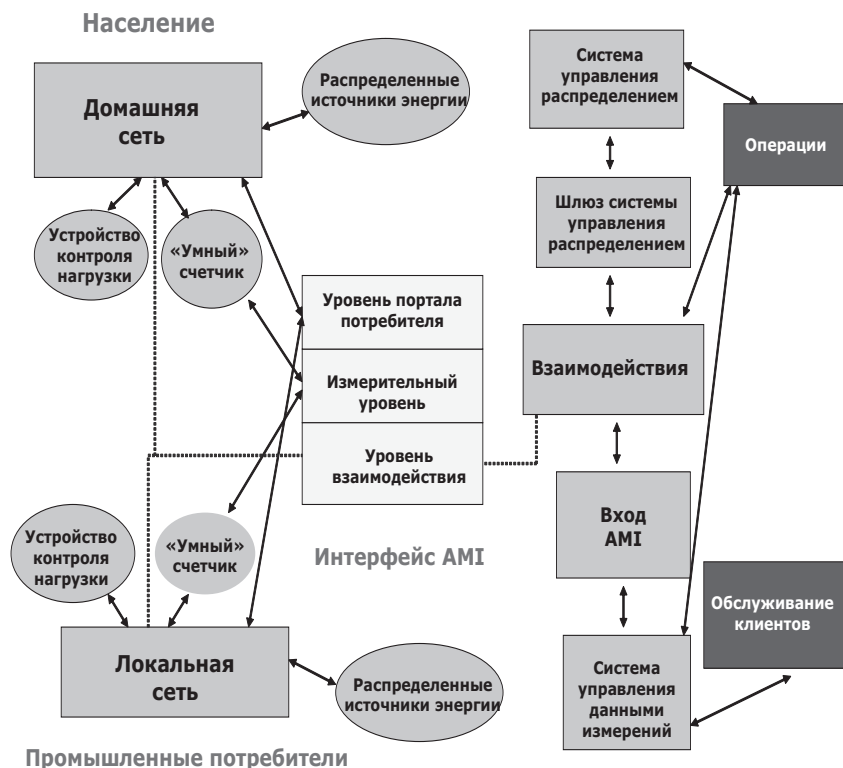 Население
Домашняя
сеть
Распределенные
источники энергии
Устройство
контроля
нагрузки
«Умный»
счетчик
Уровень портала
потребителя
Измерительный
уровень
Уровень
взаимодействия
Интерфейс AMI
Устройство
контроля
нагрузки
«Умный»
счетчик
Локальная
сеть
Распределенные
источники энергии
Промышленные потребители
Система
управления
распределением
Операции
Шлюз системы
управления
распределением
Взаимодействия
Вход
AMI
Обслуживание
клиентов
Система
управления
данными
измерений